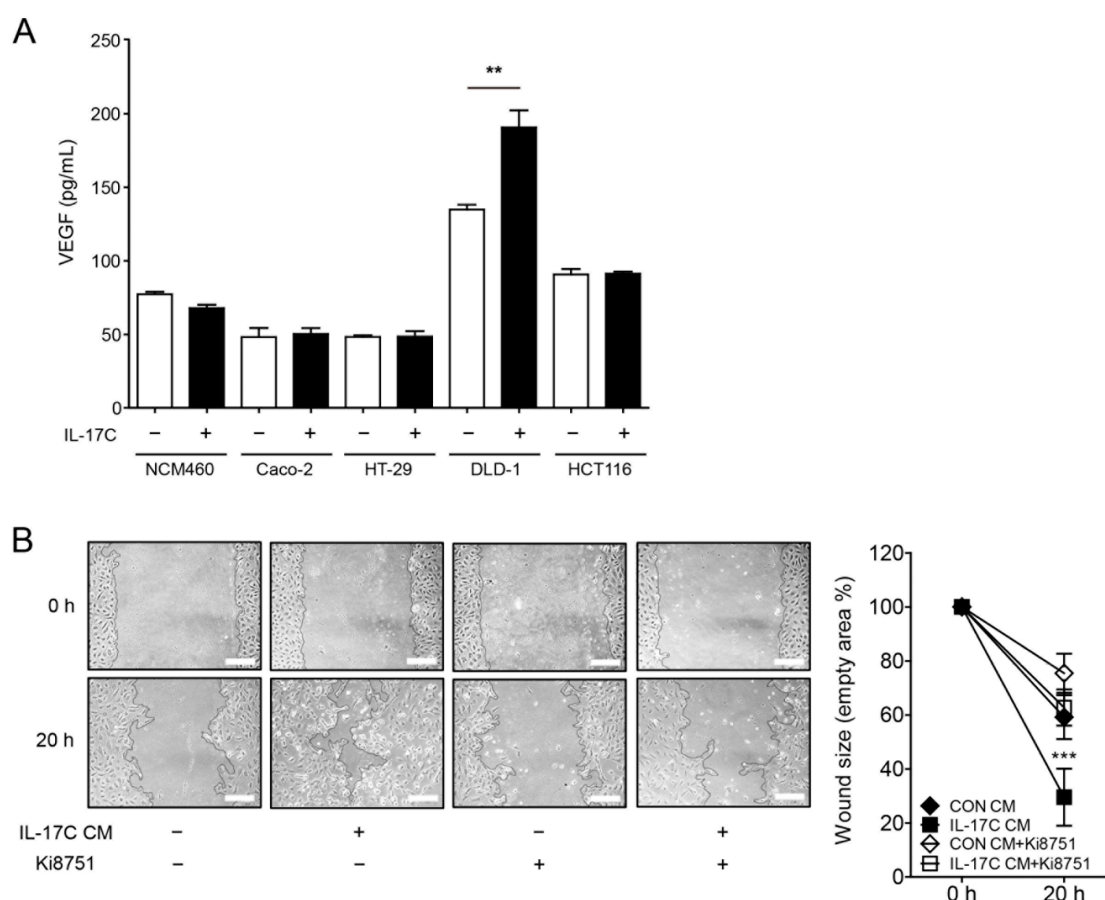 A
250
200
150
100
50
0
VEGF (pg/mL)
**
IL-17C − + − + − + − + − +
NCM460 Caco-2 HT-29 DLD-1 HCT116
B
0 h
20 h
IL-17C CM − + − +
Ki8751 − − + +
120
100
80
60
40
20
0
Wound size (empty area %)
***
CON CM
IL-17C CM
CON CM+Ki8751
IL-17C CM+Ki8751
0 h 20 h